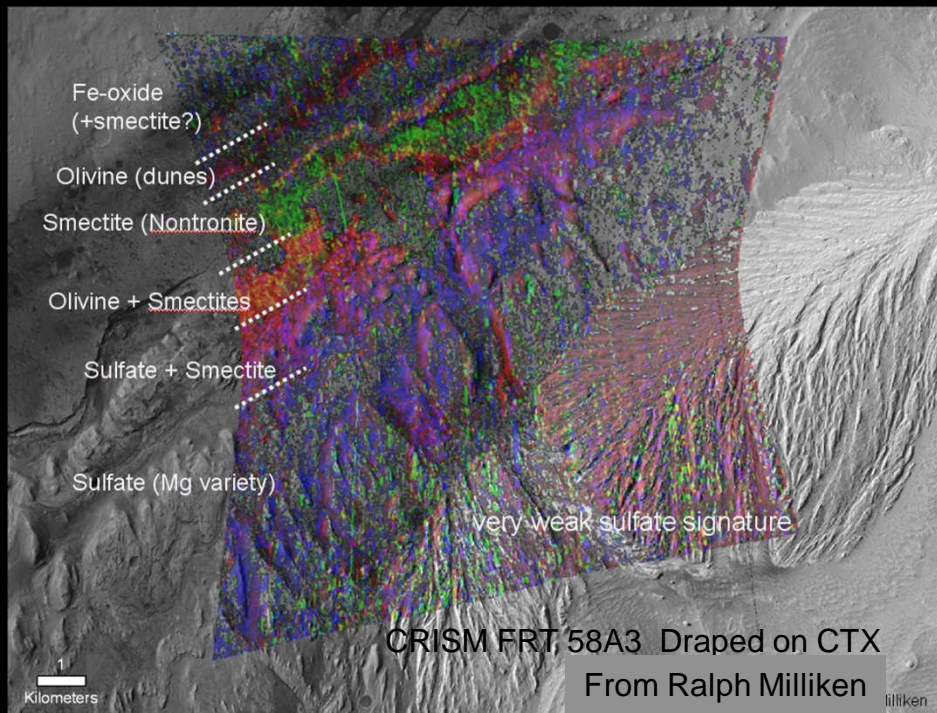 Fe-oxide
(+smectite?)
Olivine (dunes)
Smectite (Nontronite)
Olivine + Smectites
Sulfate + Smectite
Sulfate (Mg variety)
very weak sulfate signature
CRISM FRT 58A3 Draped on CTX
From Ralph Milliken
1
Kilometers